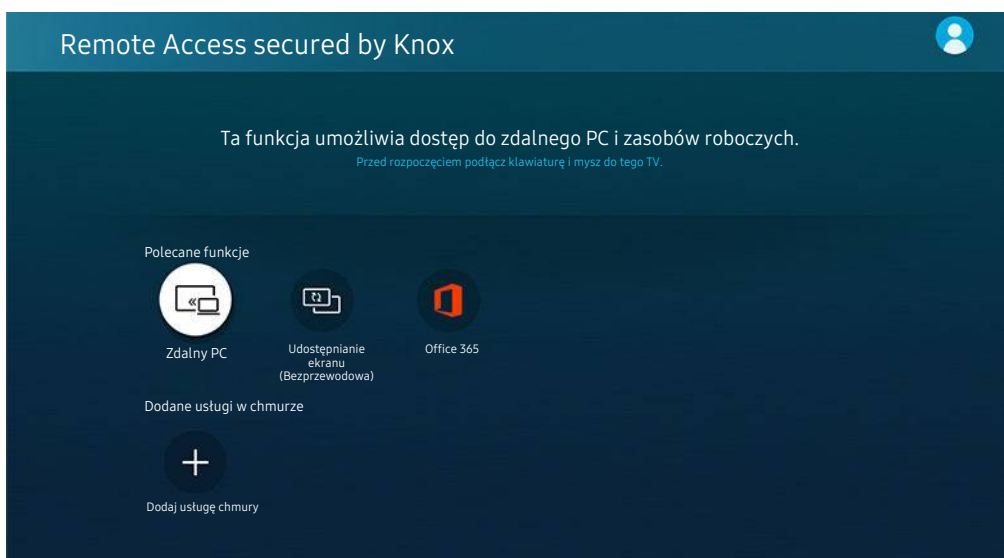 Remote Access secured by Knox
Ta funkcja umożliwia dostęp do zdalnego PC i zasobów roboczych.
Przed rozpoczęciem podłącz klawiaturę i mysz do tego TV.
Polecane funkcje
Zdalny PC
Udostępnianie
ekranu
(Bezprzewodowa)
Office 365
Dodane usługi w chmurze
Dodaj usługę chmury